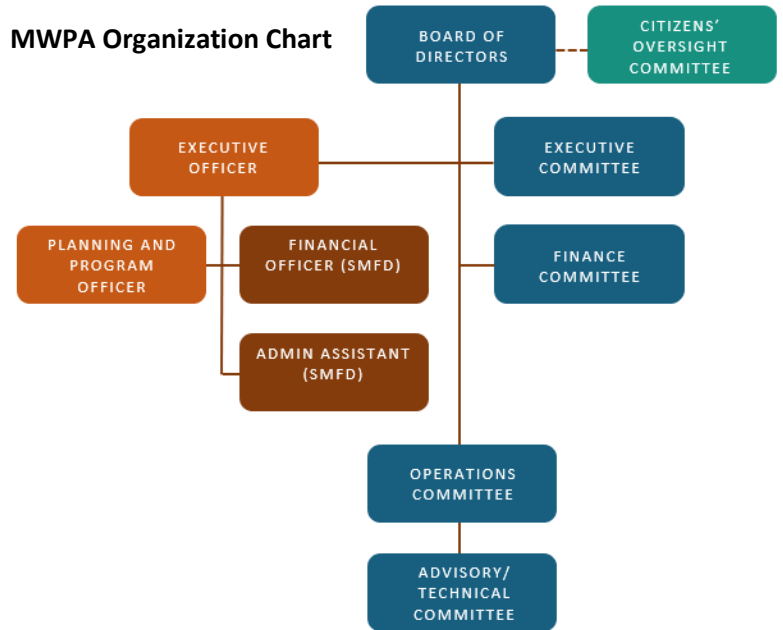 MWPA Organization Chart
BOARD OF
DIRECTORS
CITIZENS’
OVERSIGHT
COMMITTEE
EXECUTIVE
OFFICER
EXECUTIVE
COMMITTEE
PLANNING AND
PROGRAM
OFFICER
FINANCIAL
OFFICER (SMFD)
FINANCE
COMMITTEE
ADMIN ASSISTANT
(SMFD)
OPERATIONS
COMMITTEE
ADVISORY/
TECHNICAL
COMMITTEE